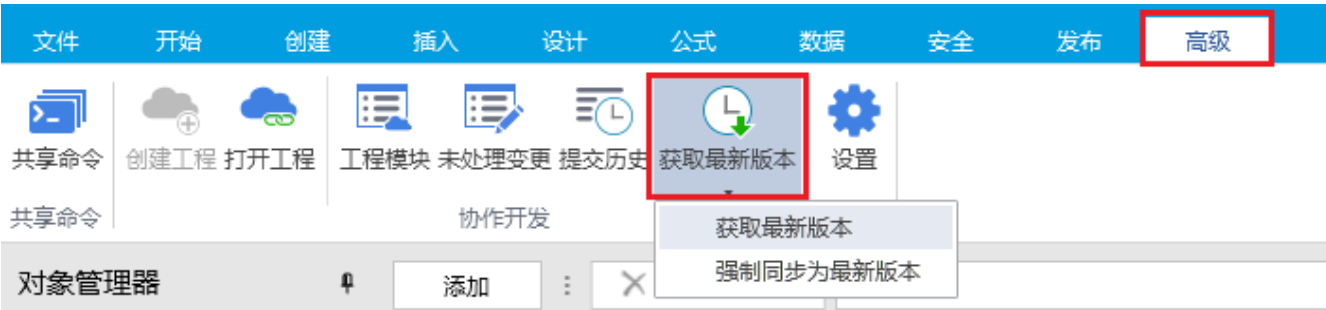 文件 开始 创建 插入 设计 公式 数据 安全 发布 高级
共享命令 创建工程 打开工程 工程模块 未处理变更 提交历史 获取最新版本 设置
共享命令 协作开发
获取最新版本
强制同步为最新版本
对象管理器 添加